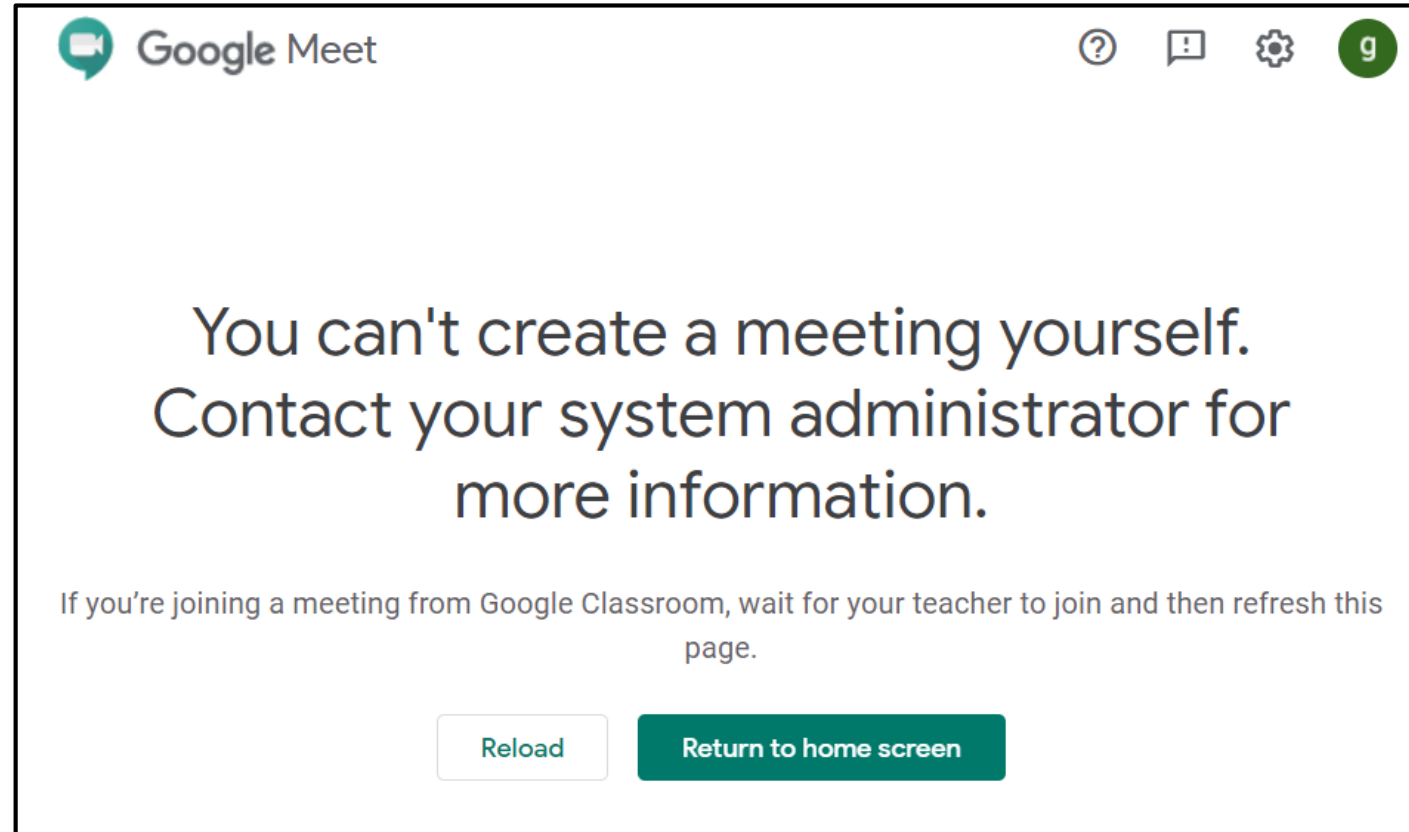 Google Meet
g
You can't create a meeting yourself.
Contact your system administrator for
more information.
If you’re joining a meeting from Google Classroom, wait for your teacher to join and then refresh this
page.
Reload
Return to home screen